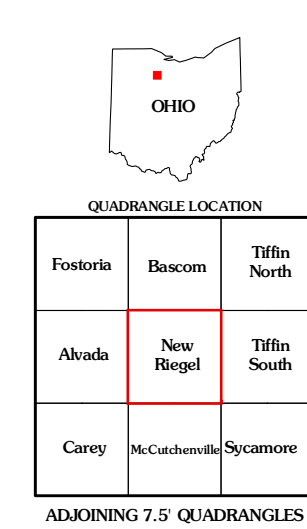 OHIO
QUADRANGLE LOCATION
Fostoria
Bascom
Tiffin
North
Alvada
New
Riegel
Tiffin
South
Carey
McCutchenville
Sycamore
ADJOINING 7.5' QUADRANGLES